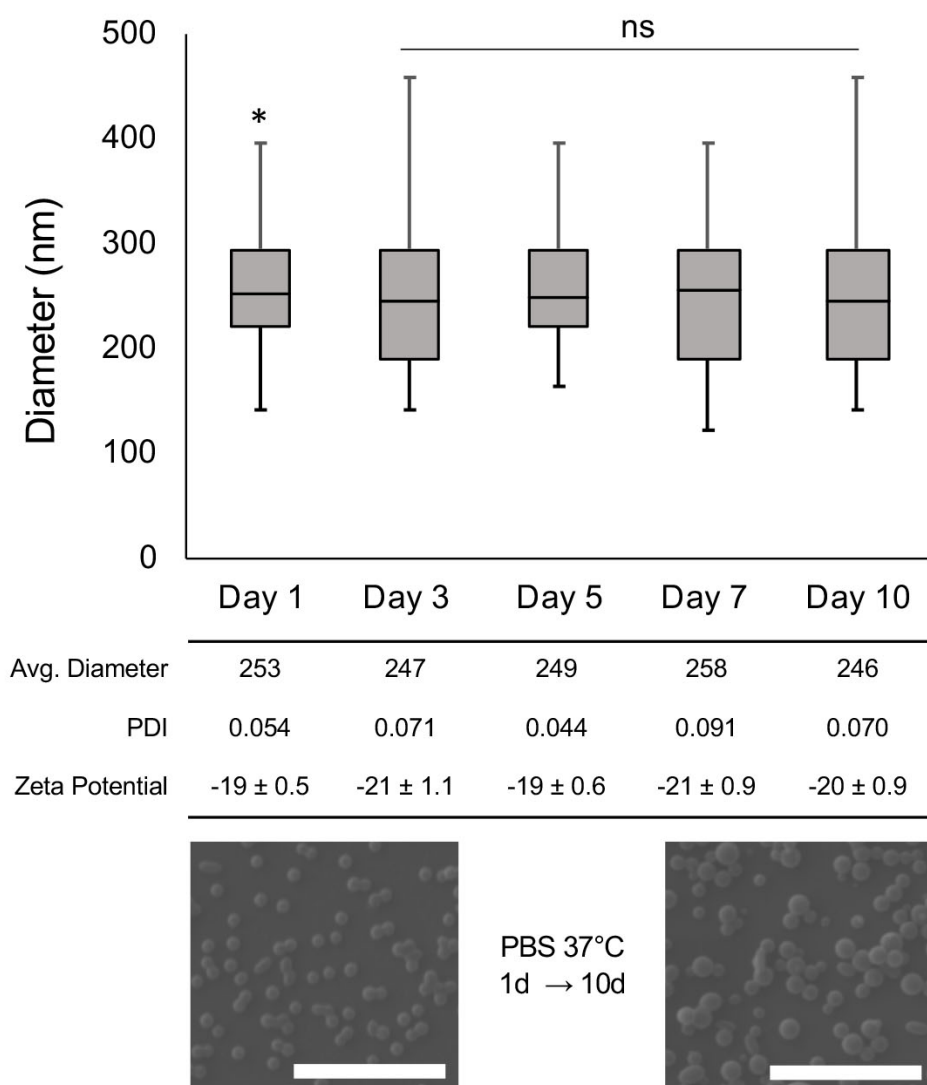 500
ns
400
*
300
200
100
0
Diameter (nm)
Day 1 Day 3 Day 5 Day 7 Day 10
Avg. Diameter 253 247 249 258 246
PDI 0.054 0.071 0.044 0.091 0.070
Zeta Potential -19 ± 0.5 -21 ± 1.1 -19 ± 0.6 -21 ± 0.9 -20 ± 0.9
PBS 37°C
1d → 10d